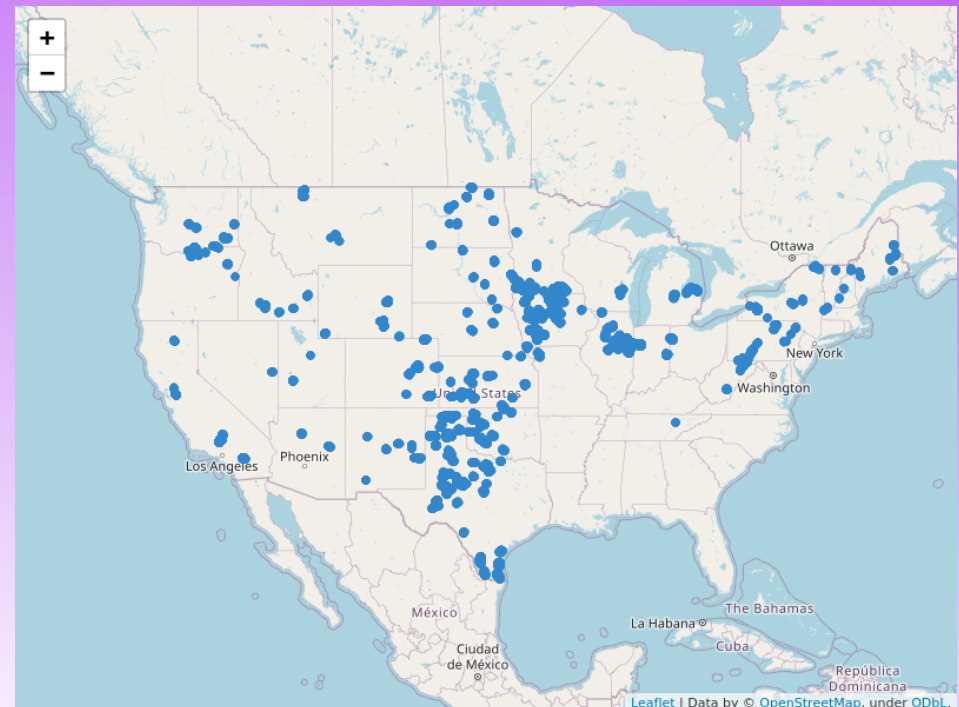 +
−
Ottawa
New York
Washington
United States
Los Angeles
Phoenix
México
The Bahamas
La Habana
Cuba
Ciudad
de México
República
Dominicana
Leaflet | Data by © OpenStreetMap, under ODbL.